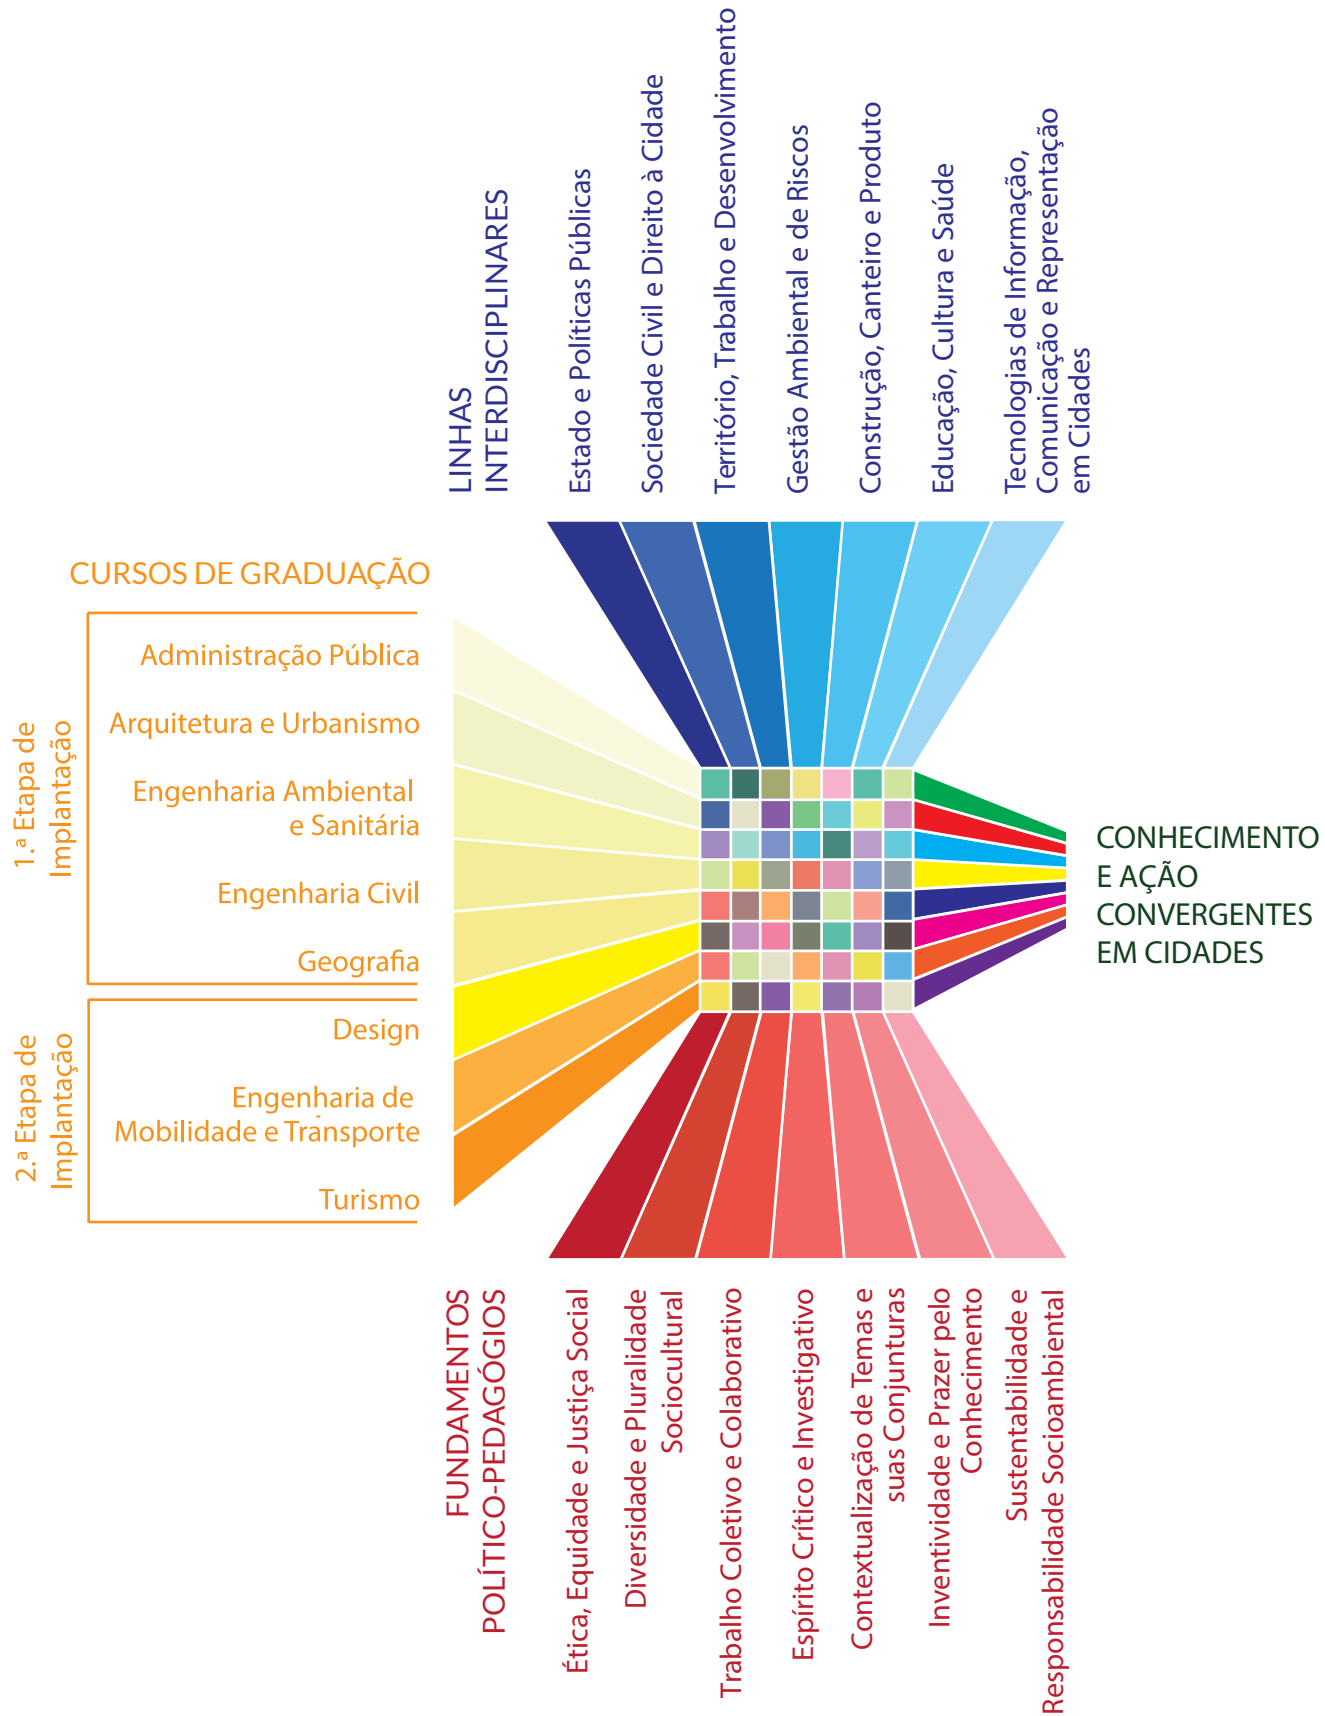 LINHAS
INTERDISCIPLINARES
Estado e Políticas Públicas
Sociedade Civil e Direito à Cidade
Território, Trabalho e Desenvolvimento
Gestão Ambiental e de Riscos
Construção, Canteiro e Produto
Educação, Cultura e Saúde
Tecnologias de Informação,
Comunicação e Representação
em Cidades
CURSOS DE GRADUAÇÃO
1.ª Etapa de
Implantação
Administração Pública
Arquitetura e Urbanismo
Engenharia Ambiental
e Sanitária
Engenharia Civil
Geografia
2.ª Etapa de
Implantação
Design
Engenharia de
Mobilidade e Transporte
Turismo
CONHECIMENTO
E AÇÃO
CONVERGENTES
EM CIDADES
FUNDAMENTOS
POLÍTICO-PEDAGÓGIOS
Ética, Equidade e Justiça Social
Diversidade e Pluralidade
Sociocultural
Trabalho Coletivo e Colaborativo
Espírito Crítico e Investigativo
Contextualização de Temas e
suas Conjunturas
Inventividade e Prazer pelo
Conhecimento
Sustentabilidade e
Responsabilidade Socioambiental